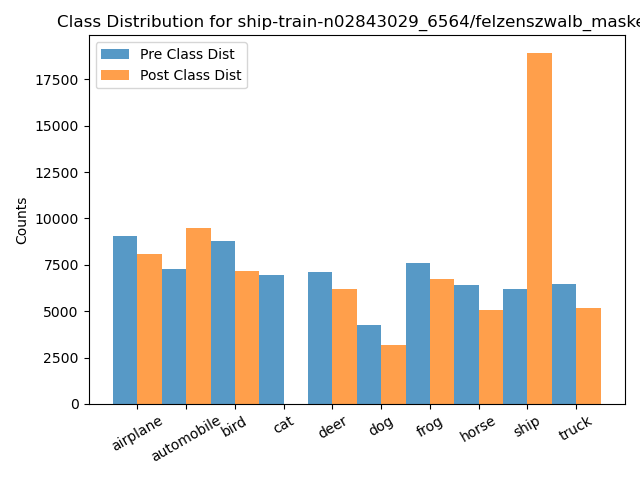 Class Distribution for ship-train-n02843029_6564/felzenszwalb_maske
Pre Class Dist
Post Class Dist
Counts
17500
15000
12500
10000
7500
5000
2500
0
airplane
automobile
bird
cat
deer
dog
frog
horse
ship
truck